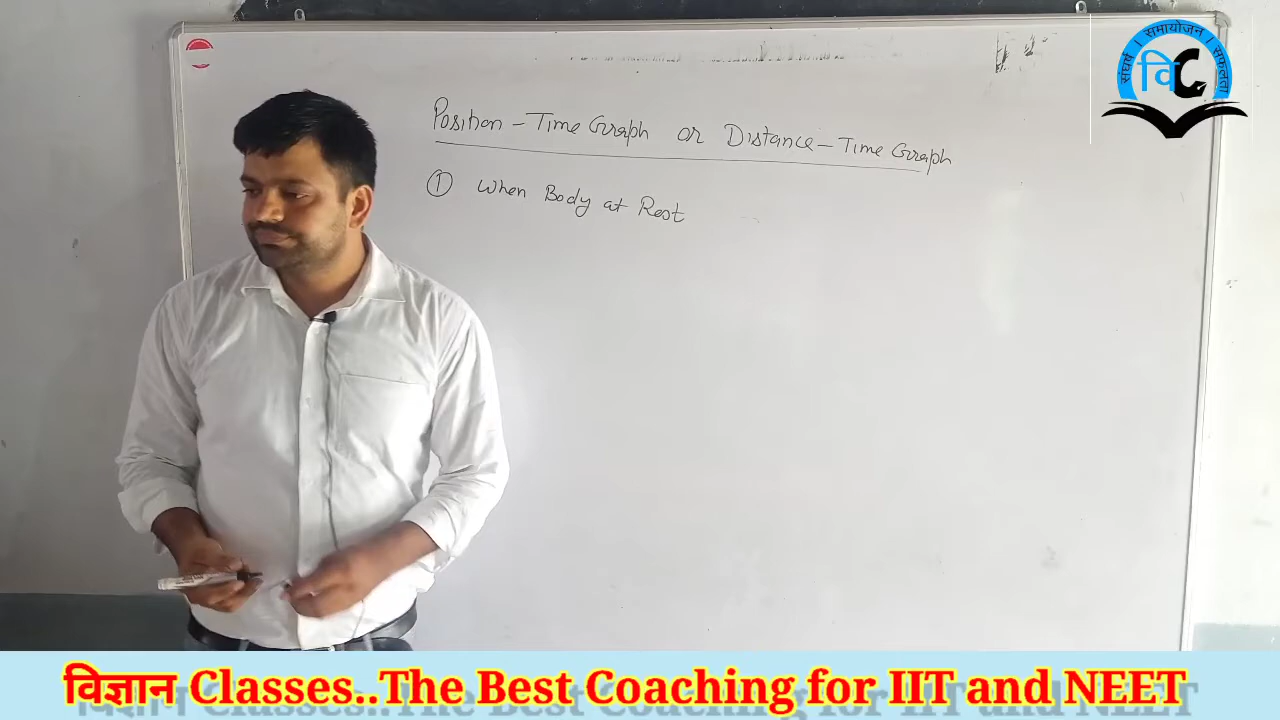 संघर्ष । समायोजन । सफलता
वि C
Position - Time Graph or Distance - Time Graph
① When Body at Rest
विज्ञान Classes..The Best Coaching for IIT and NEET